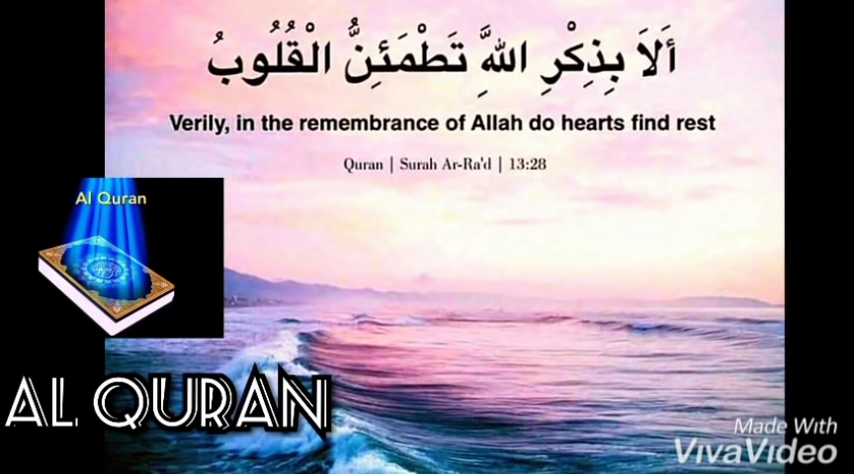 أَلَا بِذِكْرِ اللَّهِ تَطْمَئِنُّ الْقُلُوبُ
Verily, in the remembrance of Allah do hearts find rest
Quran | Surah Ar-Ra'd | 13:28
Al Quran
AL QURAN
Made With
VivaVideo